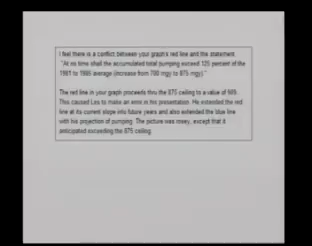 I feel there is a conflict between your graph's red line and the statement
"At no time shall the accumulated total pumping exceed 125 percent of the
1981 to 1986 average (increase from 700 mgy to 875 mgy)."
The red line in your graph proceeds thru the 875 ceiling to a value of
This caused Les to make an error in his presentation. He extended the red
line at its current slope into future years and also extended the blue line
with his projection of pumping. The picture was rosey, except that it
anticipated exceeding the 875 ceiling.